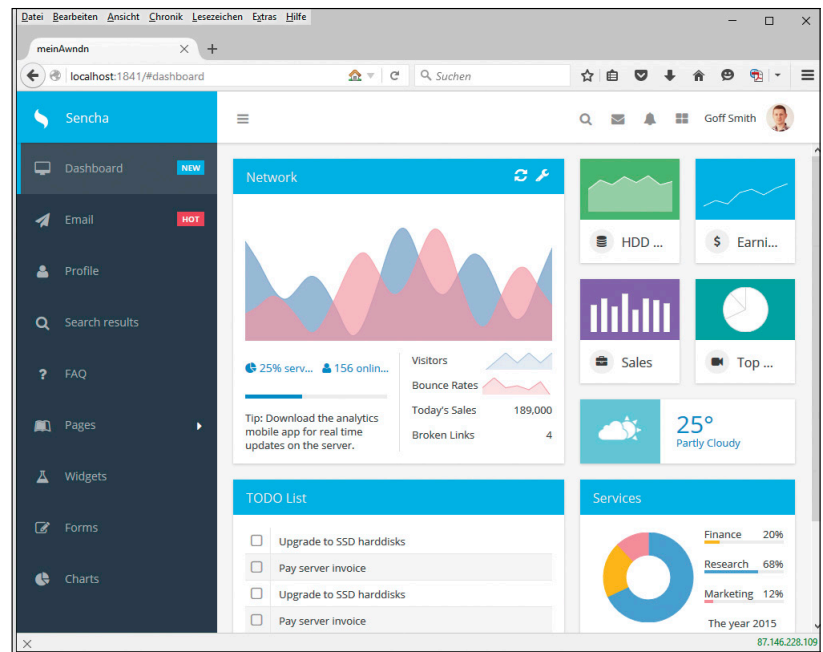 Datei Bearbeiten Ansicht Chronik Lesezeichen Extras Hilfe
meinAwndn
localhost:1841/#dashboard
Suchen
Sencha
Goff Smith
Dashboard NEW
Email HOT
Profile
Search results
FAQ
Pages
Widgets
Forms
Charts
Network
25% serv... 156 onlin...
Tip: Download the analytics
mobile app for real time
updates on the server.
Visitors
Bounce Rates
Today's Sales 189,000
Broken Links 4
HDD ...
Earni...
Sales
Top ...
25°
Partly Cloudy
TODO List
Upgrade to SSD harddisks
Pay server invoice
Upgrade to SSD harddisks
Pay server invoice
Services
Finance 20%
Research 68%
Marketing 12%
The year 2015
87.146.228.109